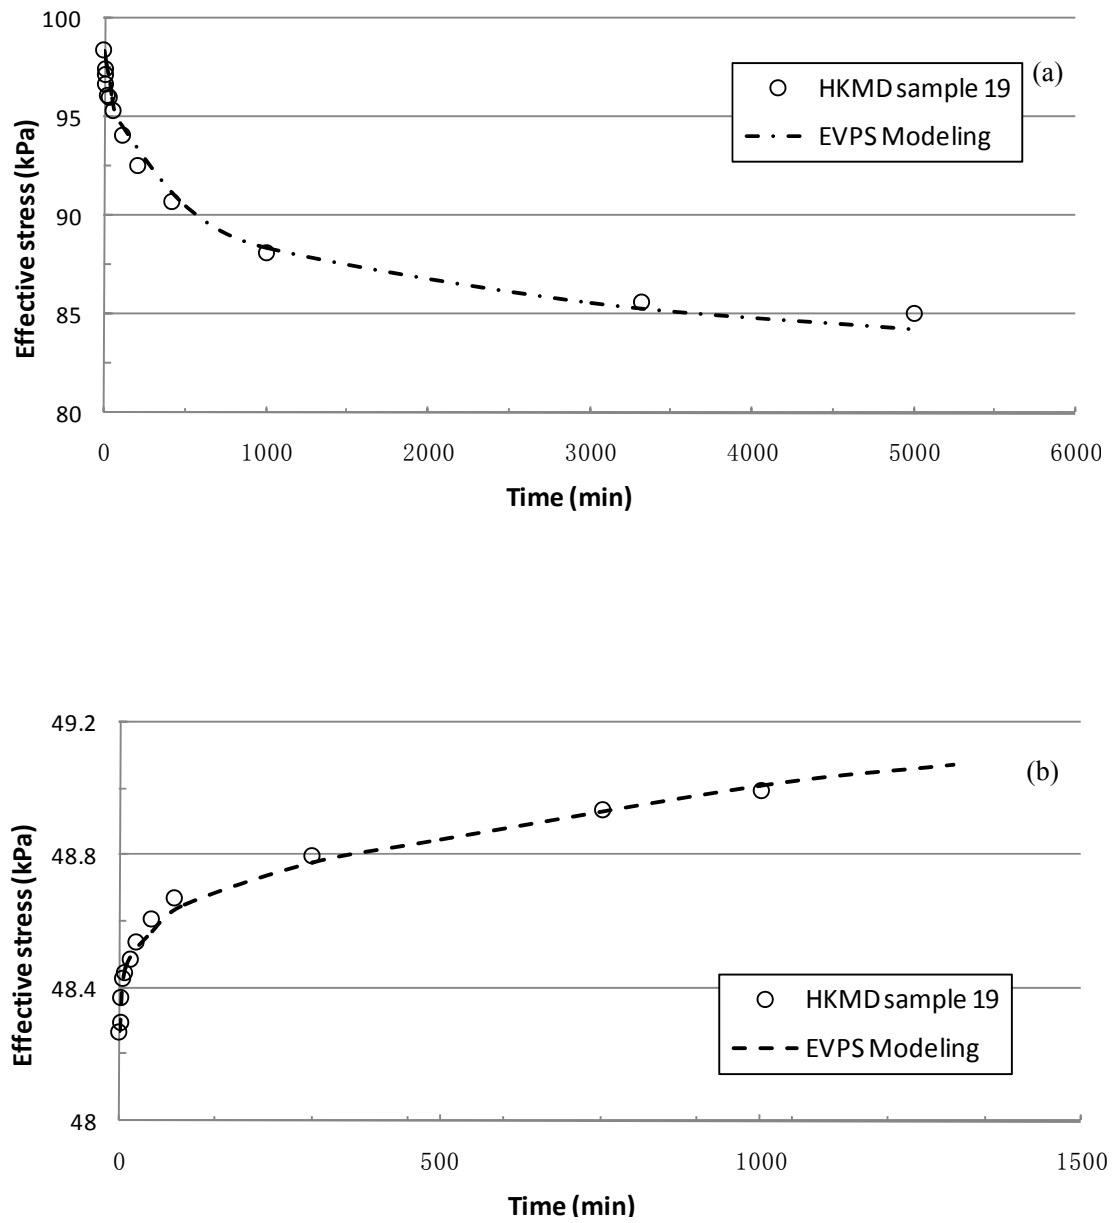 100
95
90
85
80
Effective stress (kPa)
HKMD sample 19
EVPS Modeling
(a)
0 1000 2000 3000 4000 5000 6000
Time (min)
49.2
48.8
48.4
48
Effective stress (kPa)
(b)
HKMD sample 19
EVPS Modeling
0 500 1000 1500
Time (min)